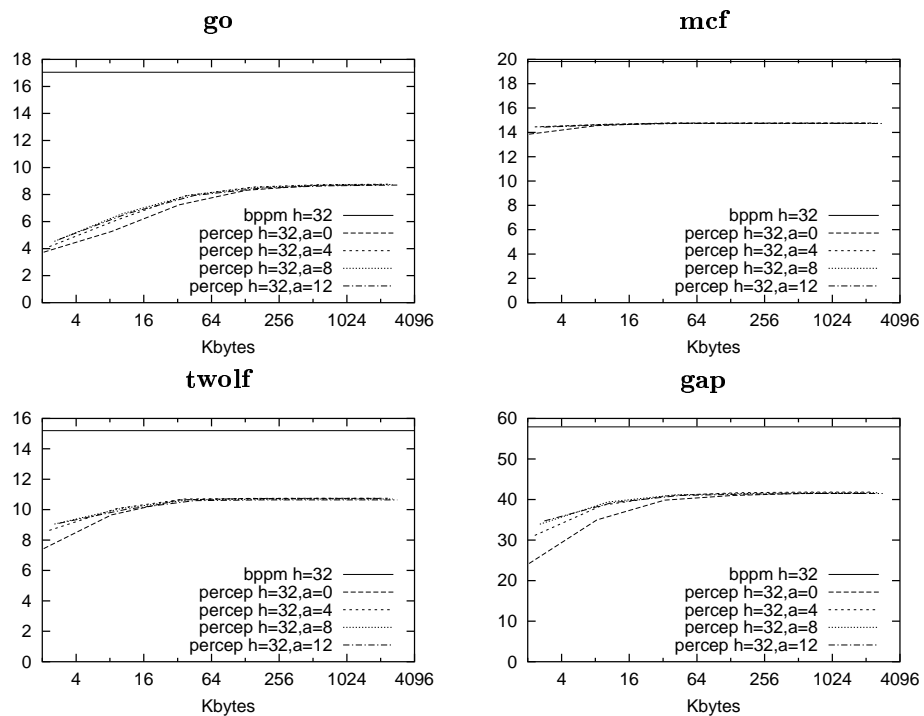 go
18
16
14
12
10
8
6
4
2
0
bppm h=32
percep h=32,a=0
percep h=32,a=4
percep h=32,a=8
percep h=32,a=12
4 16 64 256 1024 4096
Kbytes
mcf
20
18
16
14
12
10
8
6
4
2
0
bppm h=32
percep h=32,a=0
percep h=32,a=4
percep h=32,a=8
percep h=32,a=12
4 16 64 256 1024 4096
Kbytes
twolf
16
14
12
10
8
6
4
2
0
bppm h=32
percep h=32,a=0
percep h=32,a=4
percep h=32,a=8
percep h=32,a=12
4 16 64 256 1024 4096
Kbytes
gap
60
50
40
30
20
10
0
bppm h=32
percep h=32,a=0
percep h=32,a=4
percep h=32,a=8
percep h=32,a=12
4 16 64 256 1024 4096
Kbytes